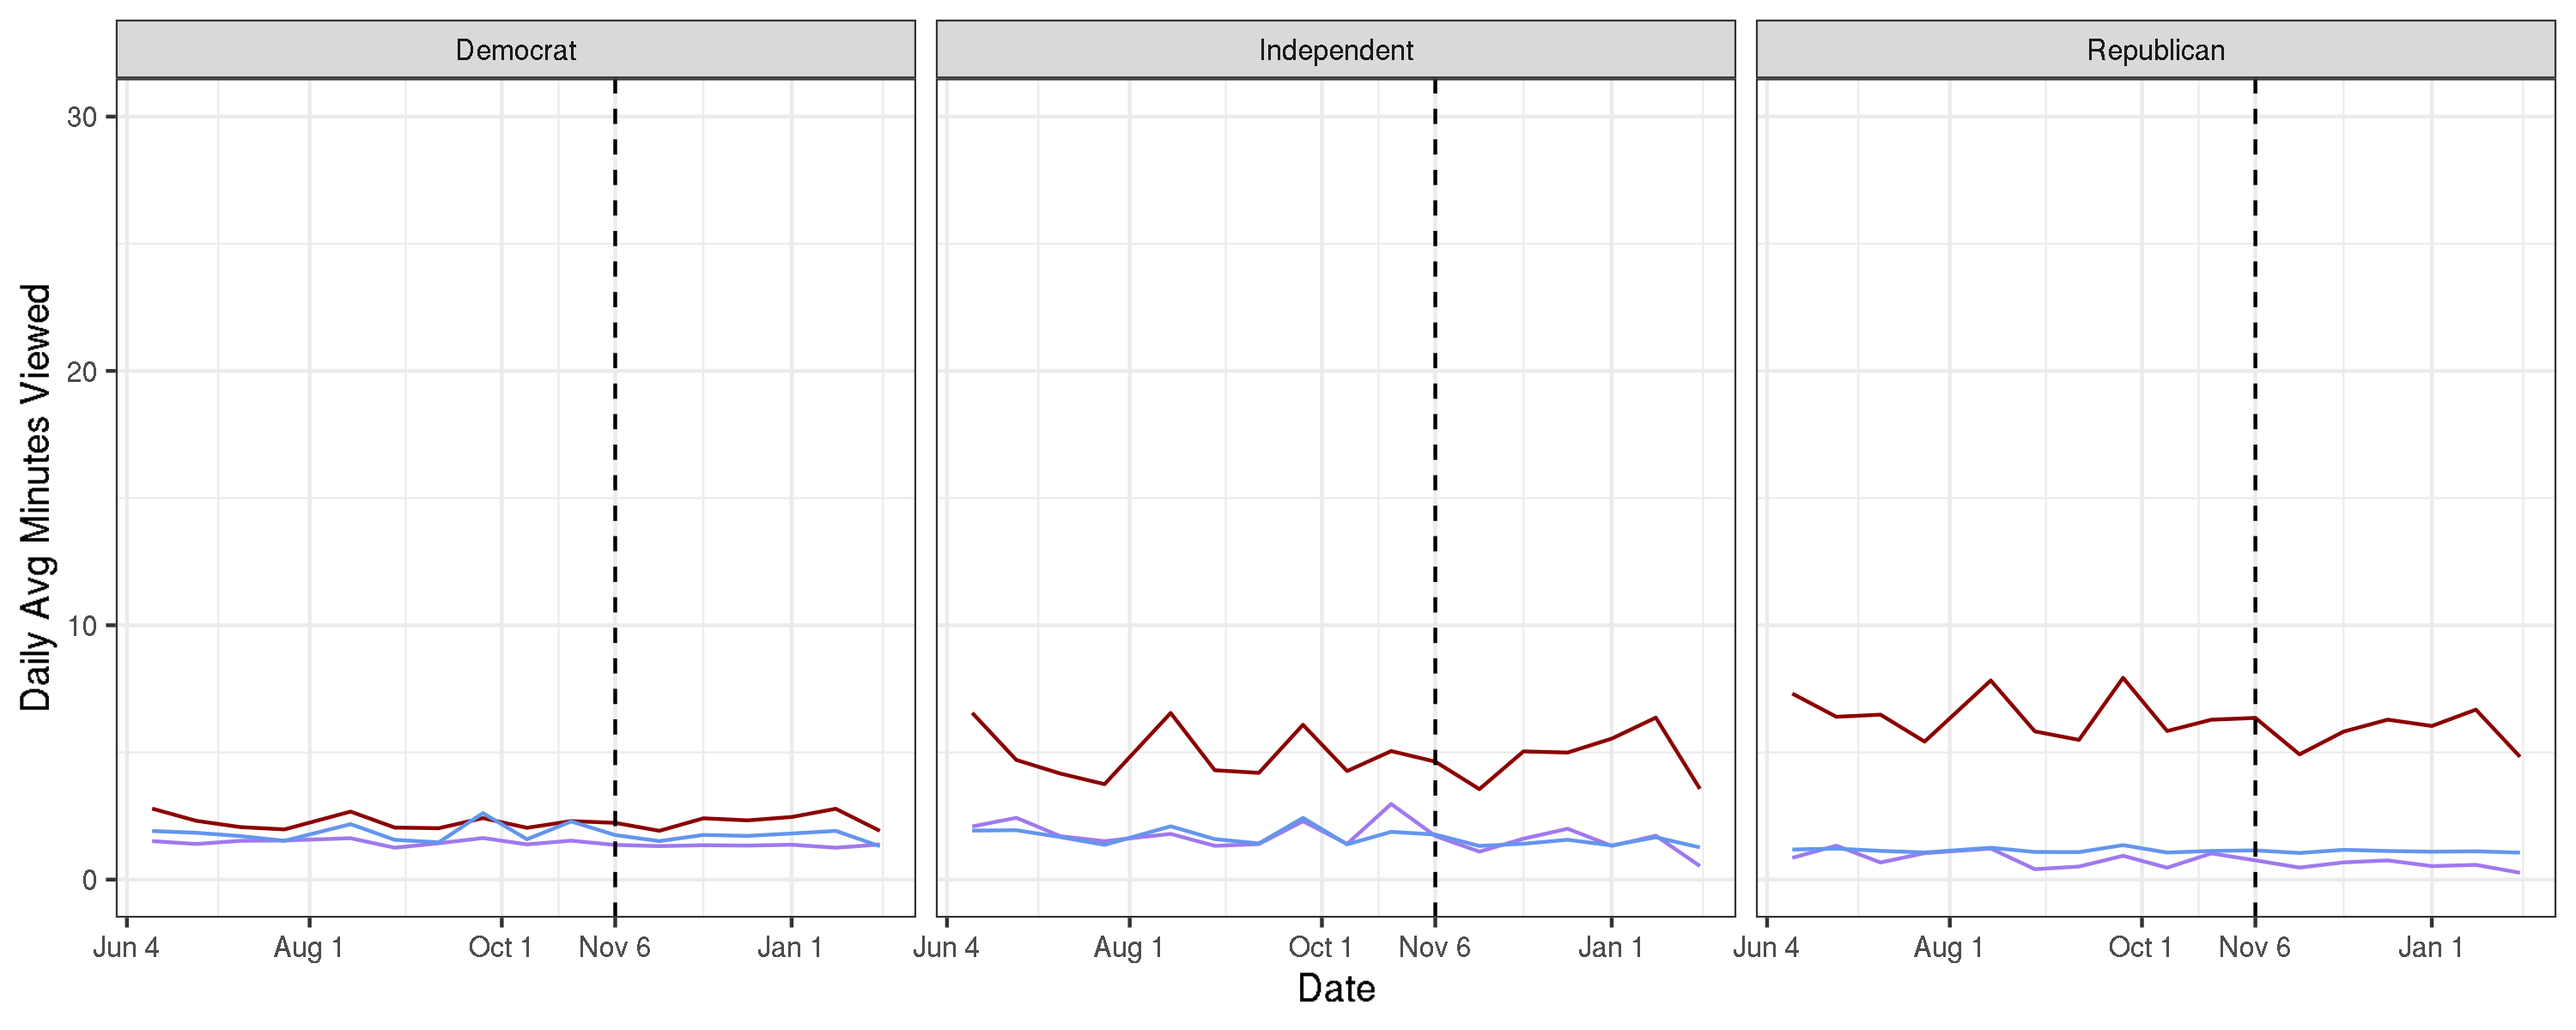 Democrat Independent Republican
30
20
10
0
Daily Avg Minutes Viewed
Jun 4 Aug 1 Oct 1 Nov 6 Jan 1 Jun 4 Aug 1 Oct 1 Nov 6 Jan 1 Jun 4 Aug 1 Oct 1 Nov 6 Jan 1
Date